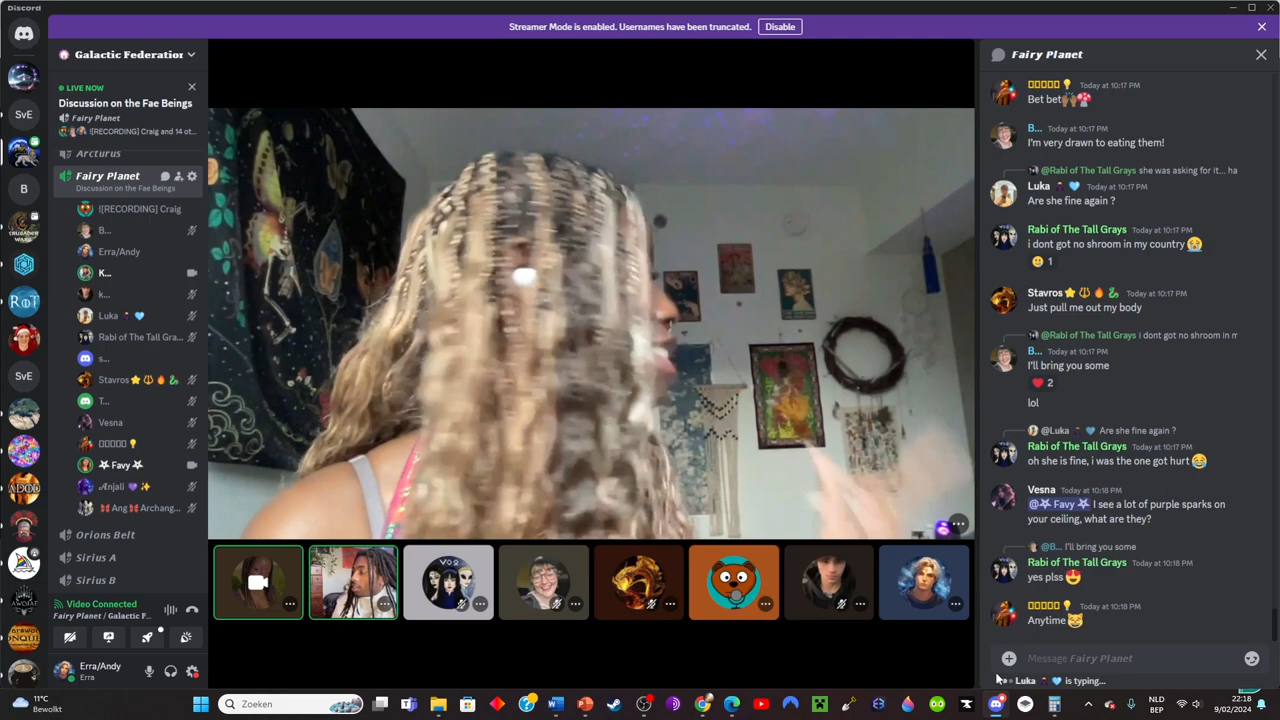 Discord
Streamer Mode is enabled. Usernames have been truncated.
Disable
Galactic Federation
LIVE NOW
Discussion on the Fae Beings
Fairy Planet
![RECORDING] Craig and 14 ot...
Arcturus
Fairy Planet
Discussion on the Fae Beings
![RECORDING] Craig
B...
Erra/Andy
K...
k...
Luka
Rabi of The Tall Gra...
s...
Stavros
T...
Vesna
Favy
Anjali
Ang Archang...
Orions Belt
Sirius A
Sirius B
Video Connected
Fairy Planet / Galactic F...
Erra/Andy
Erra
SvE
B
RoT
SvE
VOX
Fairy Planet
Today at 10:17 PM
Bet bet
B... Today at 10:17 PM
I'm very drawn to eating them!
@Rabi of The Tall Grays she was asking for it... ha
Luka Today at 10:17 PM
Are she fine again ?
Rabi of The Tall Grays Today at 10:17 PM
i dont got no shroom in my country
1
Stavros Today at 10:17 PM
Just pull me out my body
@Rabi of The Tall Grays i dont got no shroom in m
B... Today at 10:17 PM
I'll bring you some
2
lol
@Luka Are she fine again ?
Rabi of The Tall Grays Today at 10:17 PM
oh she is fine, i was the one got hurt
Vesna Today at 10:18 PM
@Favy I see a lot of purple sparks on
your ceiling, what are they?
@B... I'll bring you some
Rabi of The Tall Grays Today at 10:18 PM
yes plss
Today at 10:18 PM
Anytime
Message Fairy Planet
Luka is typing...
11°C
Bewolkt
Zoeken
NLD
BEP
22:18
9/02/2024